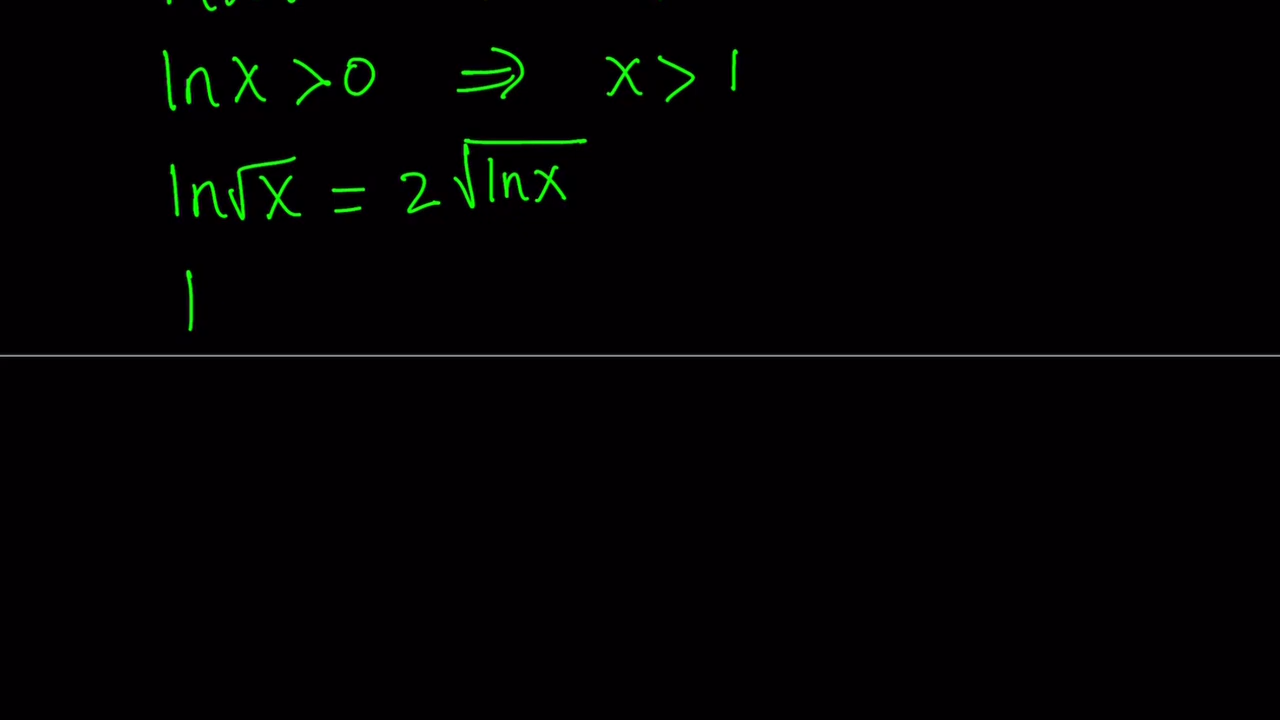 ln x > 0 ⇒ x > 1
ln√x = 2√(ln x)
l